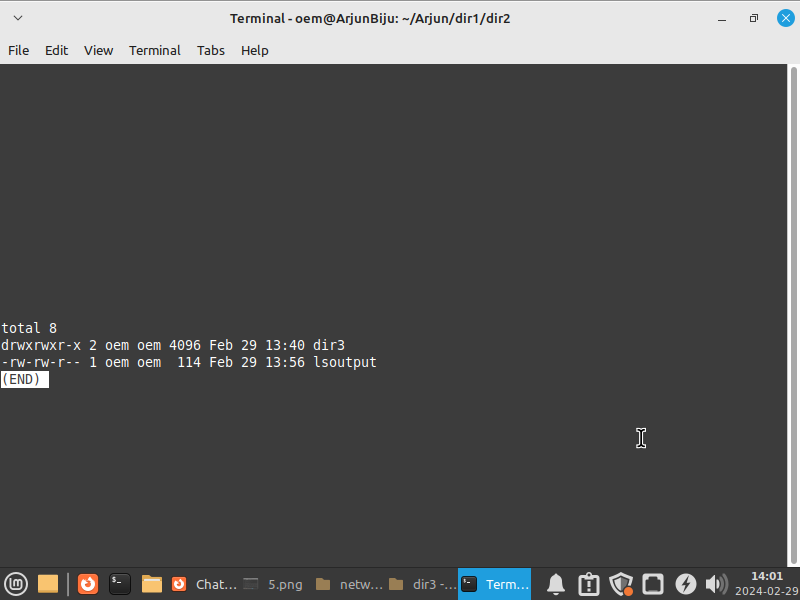 Terminal - oem@ArjunBiju: ~/Arjun/dir1/dir2
File Edit View Terminal Tabs Help
total 8
drwxrwxr-x 2 oem oem 4096 Feb 29 13:40 dir3
-rw-rw-r-- 1 oem oem  114 Feb 29 13:56 lsoutput
(END)
Chat... 5.png netw... dir3 -... Term... 14:01
2024-02-29